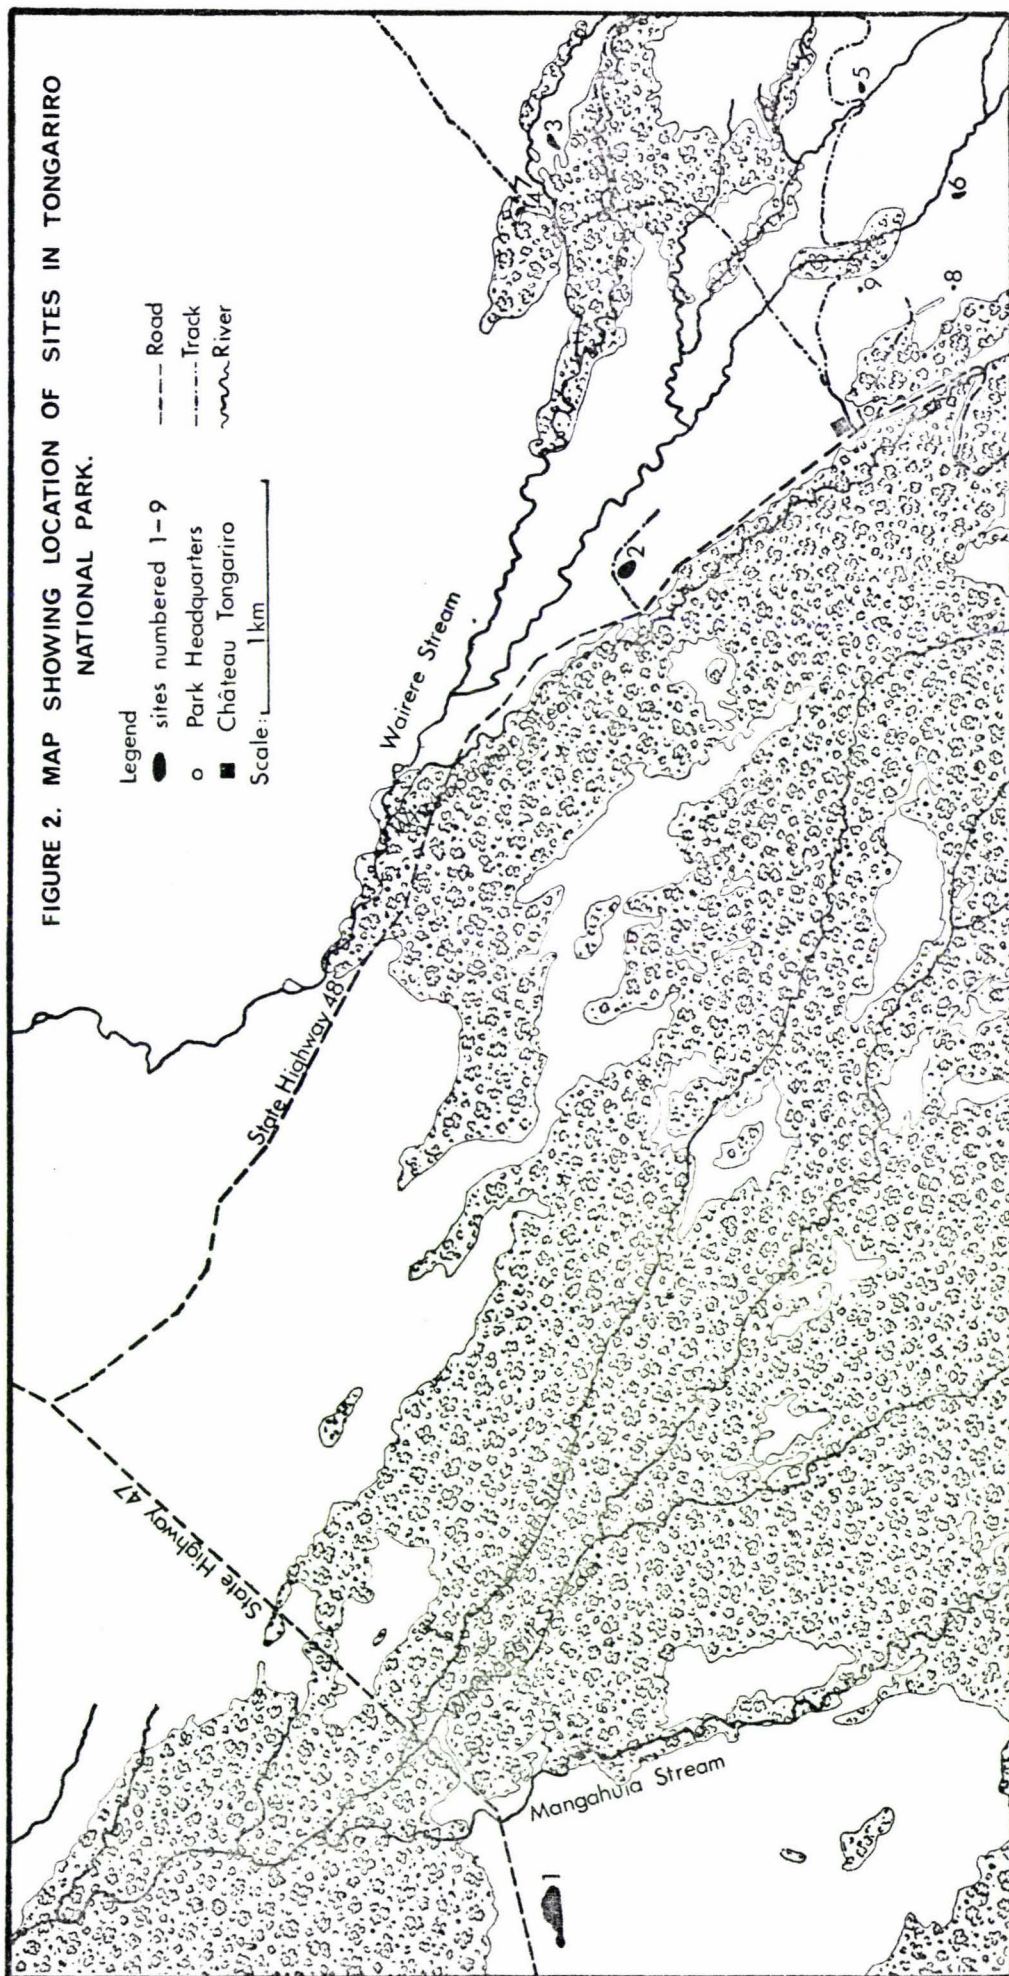 FIGURE 2. MAP SHOWING LOCATION OF SITES IN TONGARIRO
NATIONAL PARK.
Legend
sites numbered 1-9
Park Headquarters
Château Tongariro
Scale:
1km
Road
Track
River
State Highway 47
State Highway 48
Wairere Stream
Mangahuia Stream
1
2
3
47
5
6
8
9